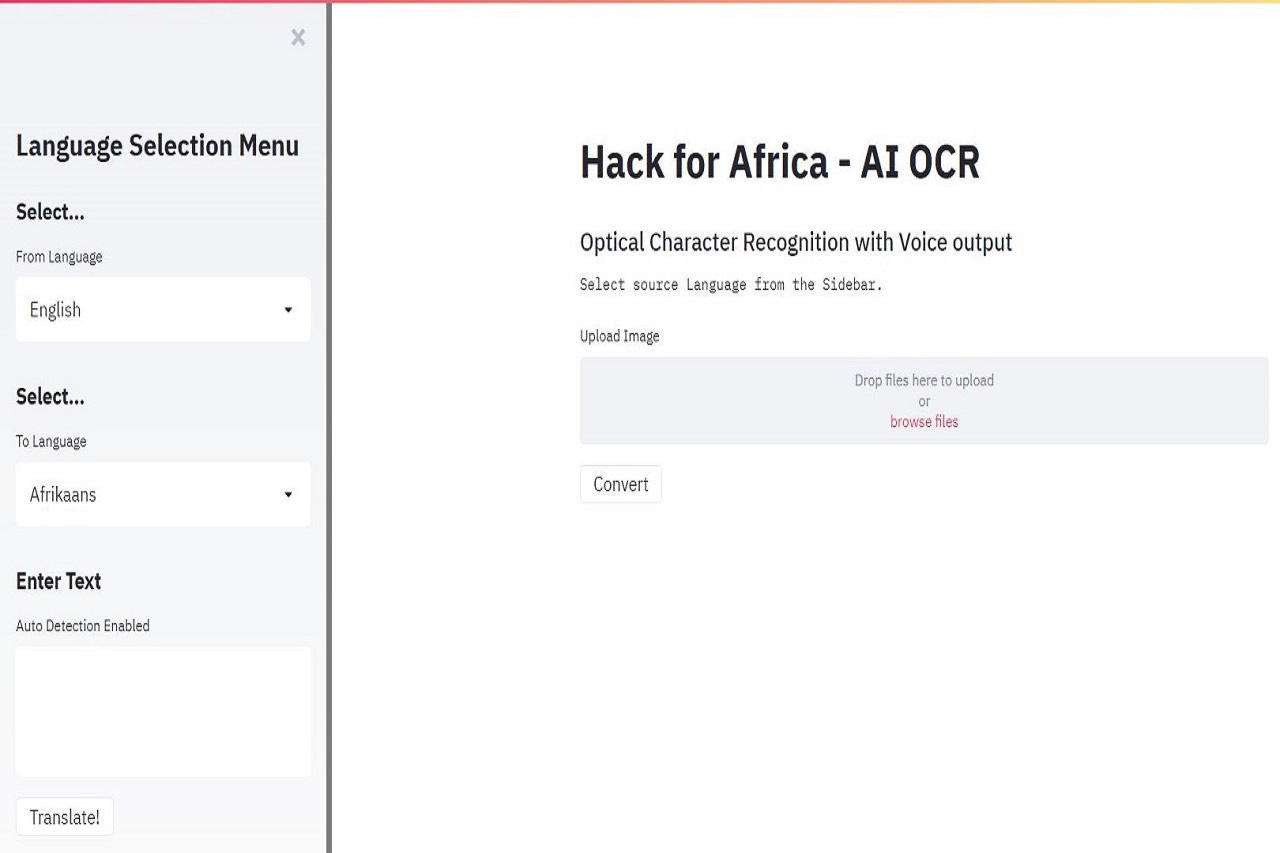 Language Selection Menu
Select...
From Language
English
Select...
To Language
Afrikaans
Enter Text
Auto Detection Enabled
Translate!
Hack for Africa - AI OCR
Optical Character Recognition with Voice output
Select source Language from the Sidebar.
Upload Image
Drop files here to upload
or
browse files
Convert